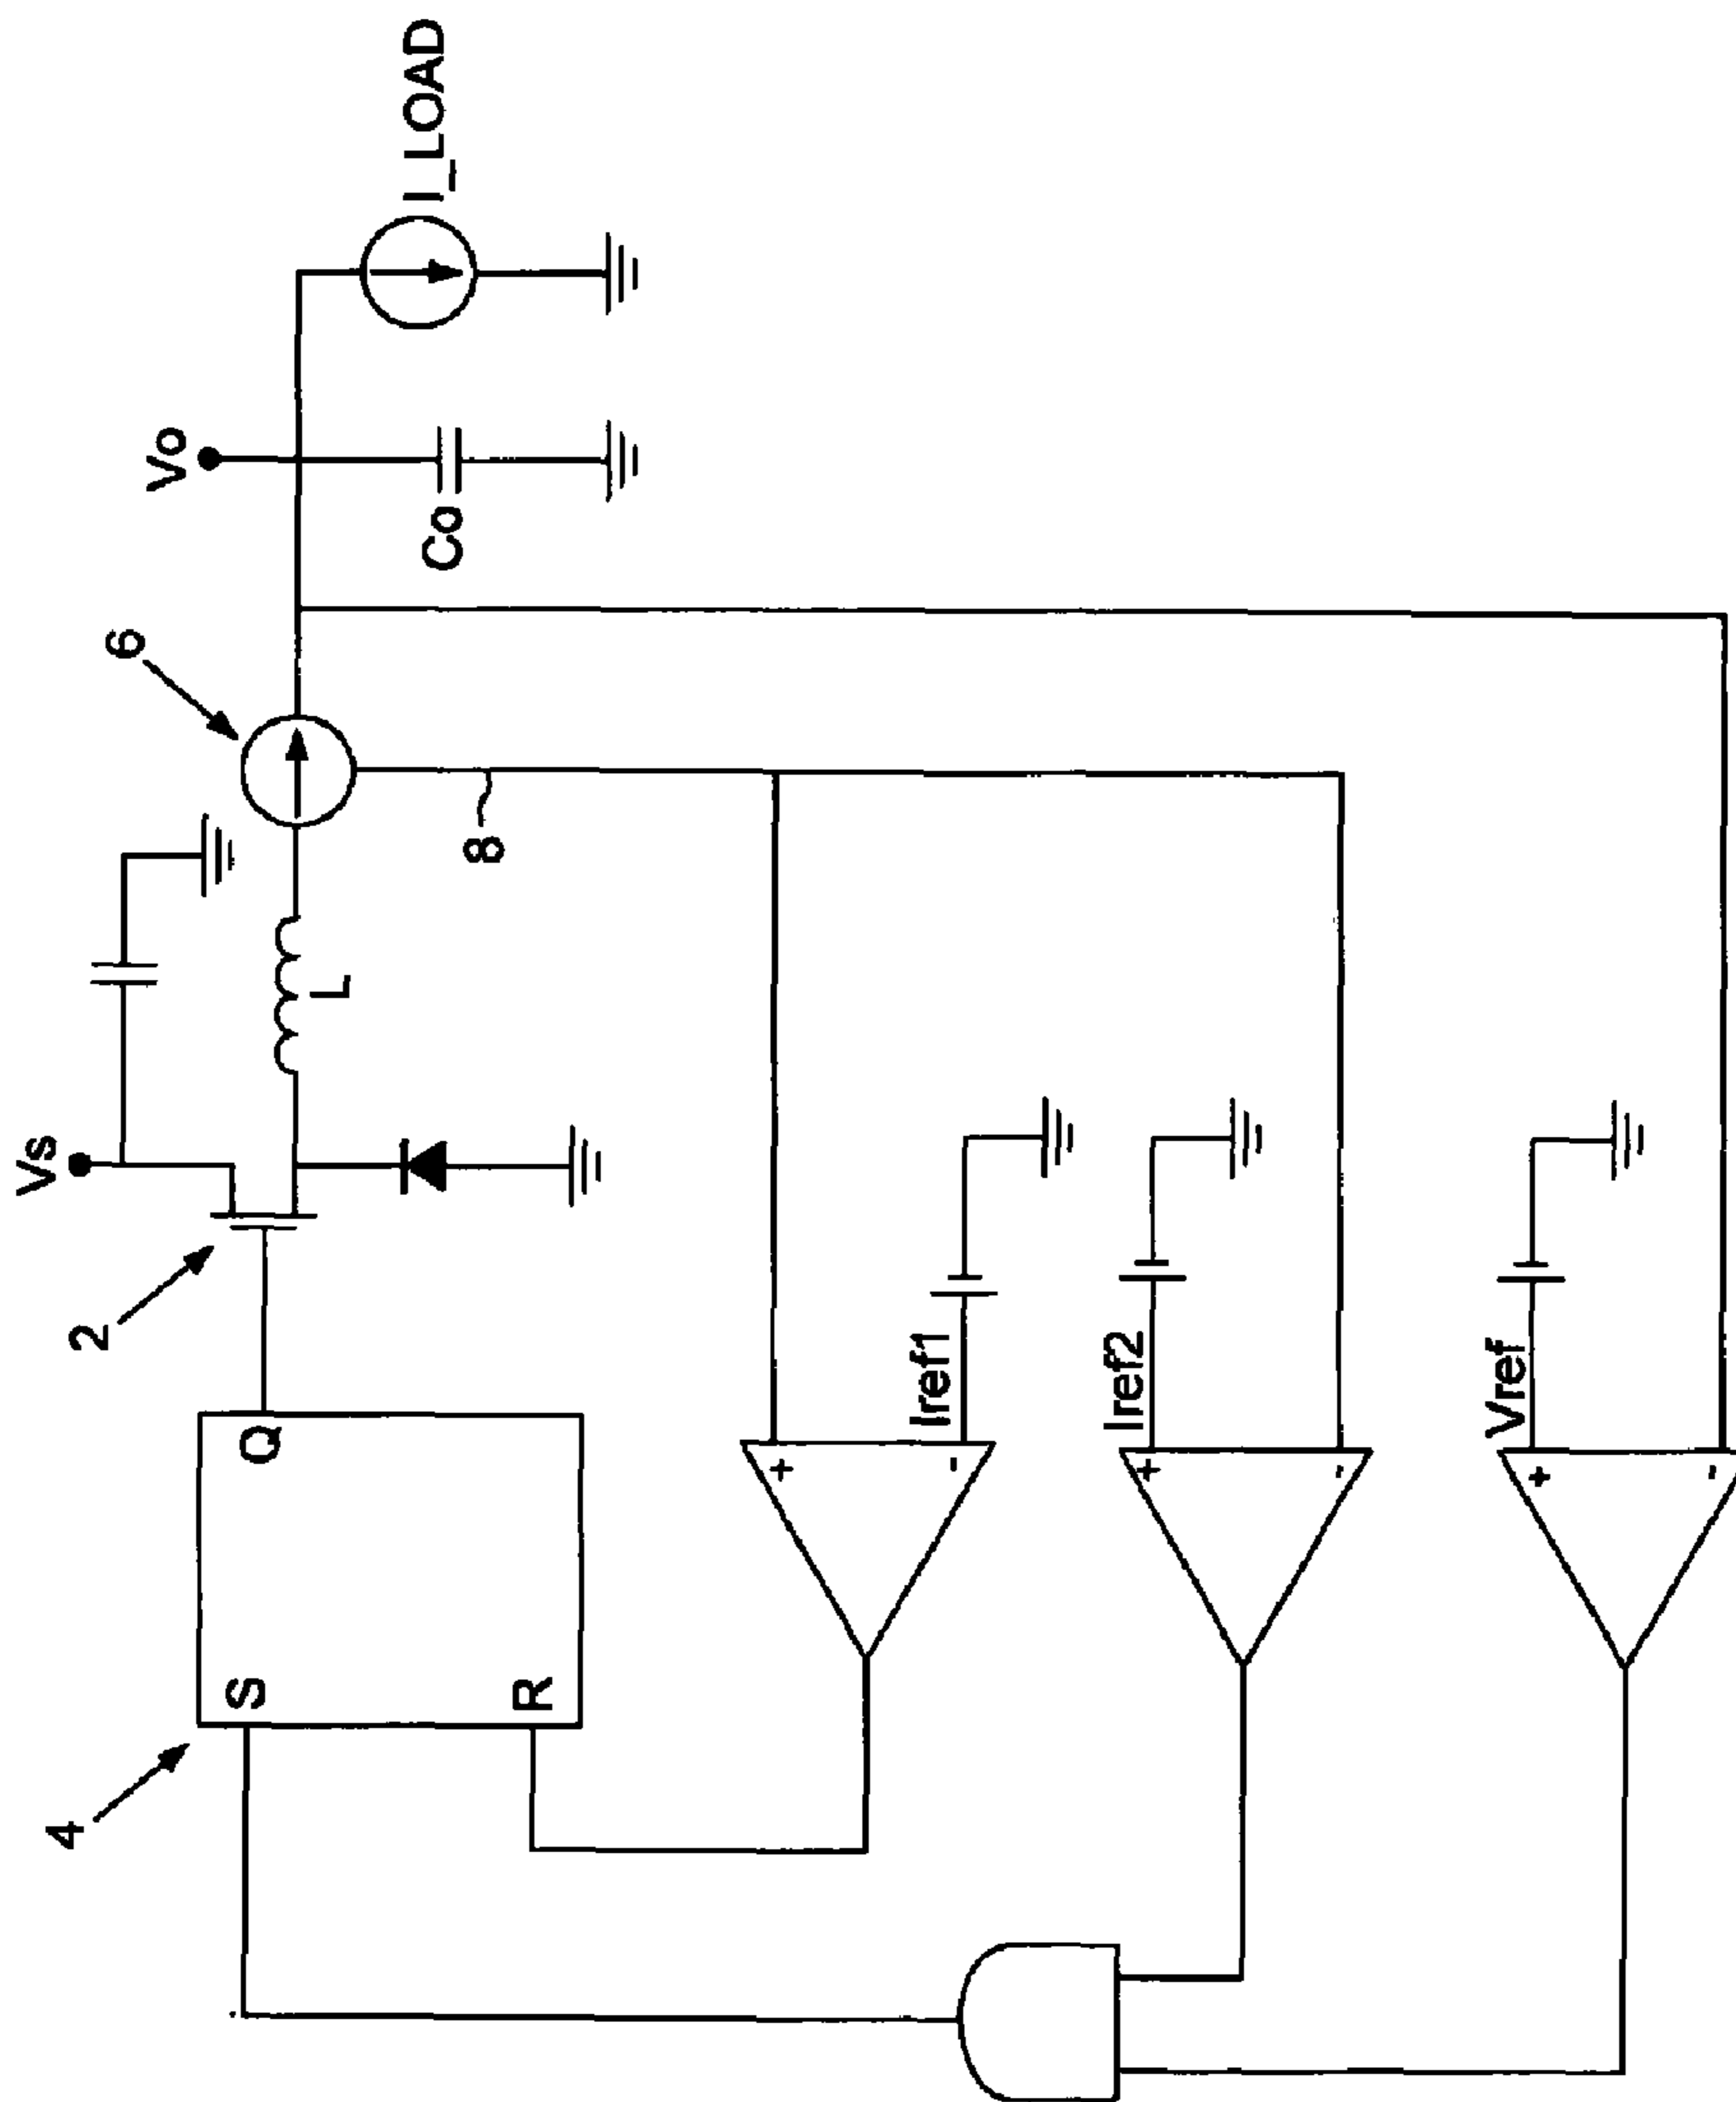 Vs
Vo
6
2
4
S
Q
R
L
8
Co
I_LOAD
+
-
Iref1
+
-
Iref2
+
-
Vref